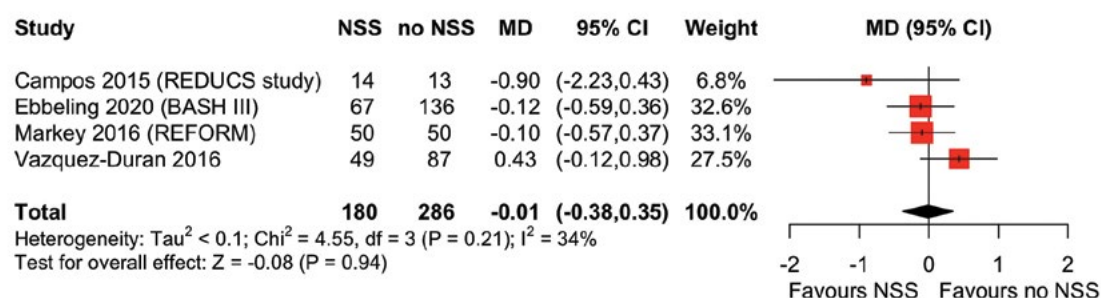 Study NSS no NSS MD 95% CI Weight MD (95% CI)
Campos 2015 (REDUCS study) 14 13 -0.90 (-2.23,0.43) 6.8%
Ebbeling 2020 (BASH III) 67 136 -0.12 (-0.59,0.36) 32.6%
Markey 2016 (REFORM) 50 50 -0.10 (-0.57,0.37) 33.1%
Vazquez-Duran 2016 49 87 0.43 (-0.12,0.98) 27.5%
Total 180 286 -0.01 (-0.38,0.35) 100.0%
Heterogeneity: Tau² < 0.1; Chi² = 4.55, df = 3 (P = 0.21); I² = 34%
Test for overall effect: Z = -0.08 (P = 0.94)
-2 -1 0 1 2
Favours NSS Favours no NSS